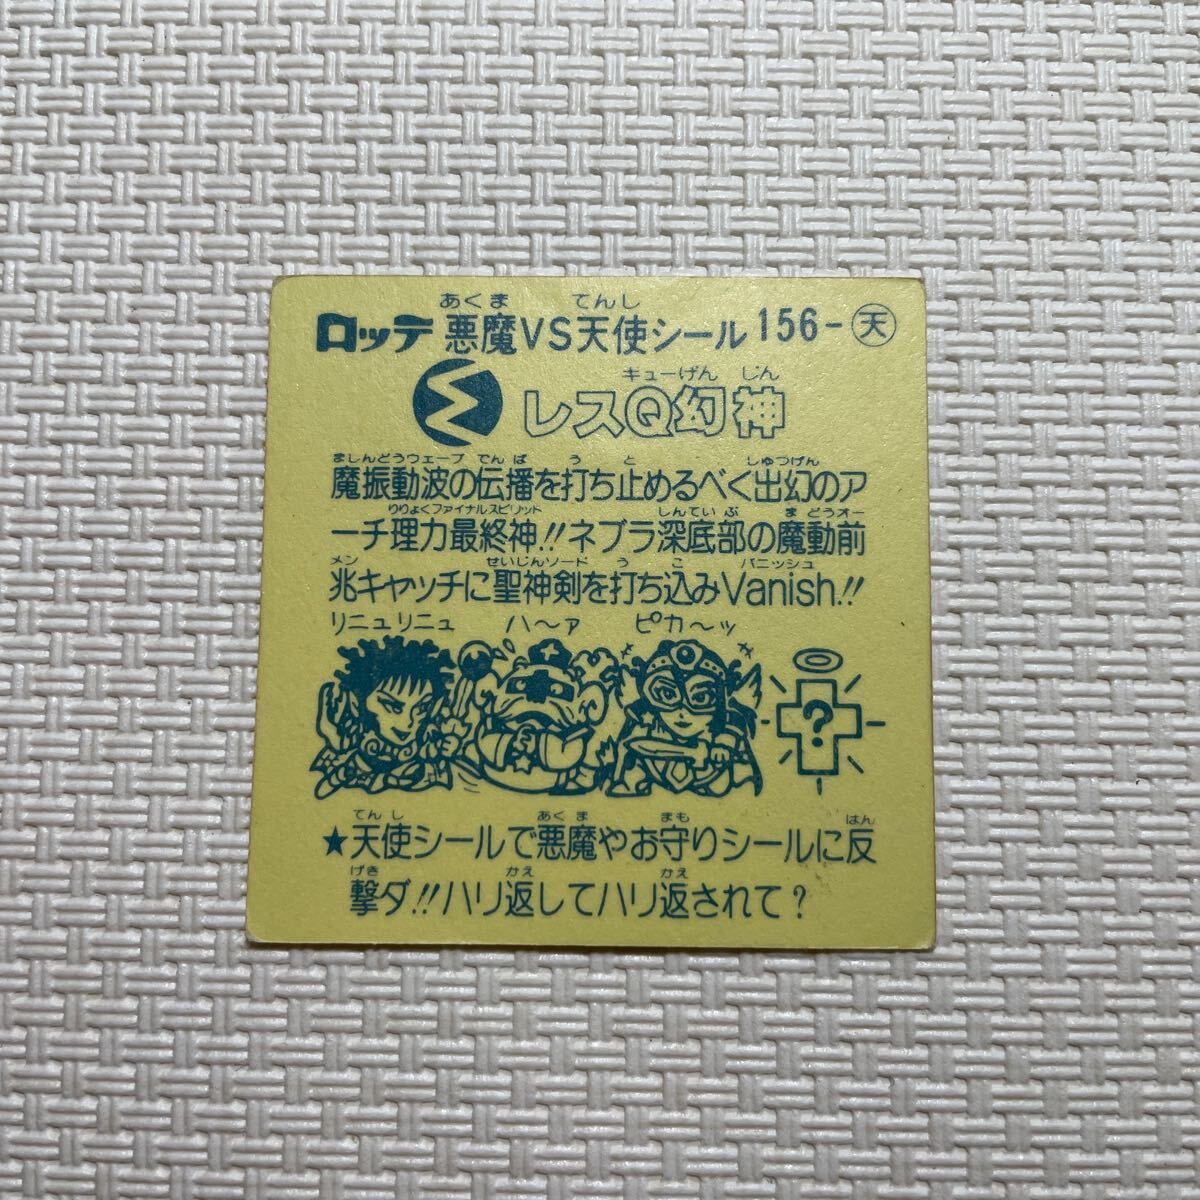 あくま てんし
ロッテ 悪魔VS天使シール 156-天
キューげん じん
レスQ幻神
ましんどうウェーブ でんぱ う と しゅつげん
魔振動波の伝播を打ち止めるべく出幻のア
りりょくファイナルスピリット しんていぶ まどうオー
ーチ理力最終神!!ネブラ深底部の魔動前
メン せいじんソード う こ バニッシュ
兆キャッチに聖神剣を打ち込みVanish!!
リニュリニュ ハ〜ァ ピカ〜ッ
?
てんし あくま まも はん
★天使シールで悪魔やお守りシールに反
げき かえ かえ
撃ダ!!ハリ返してハリ返されて?